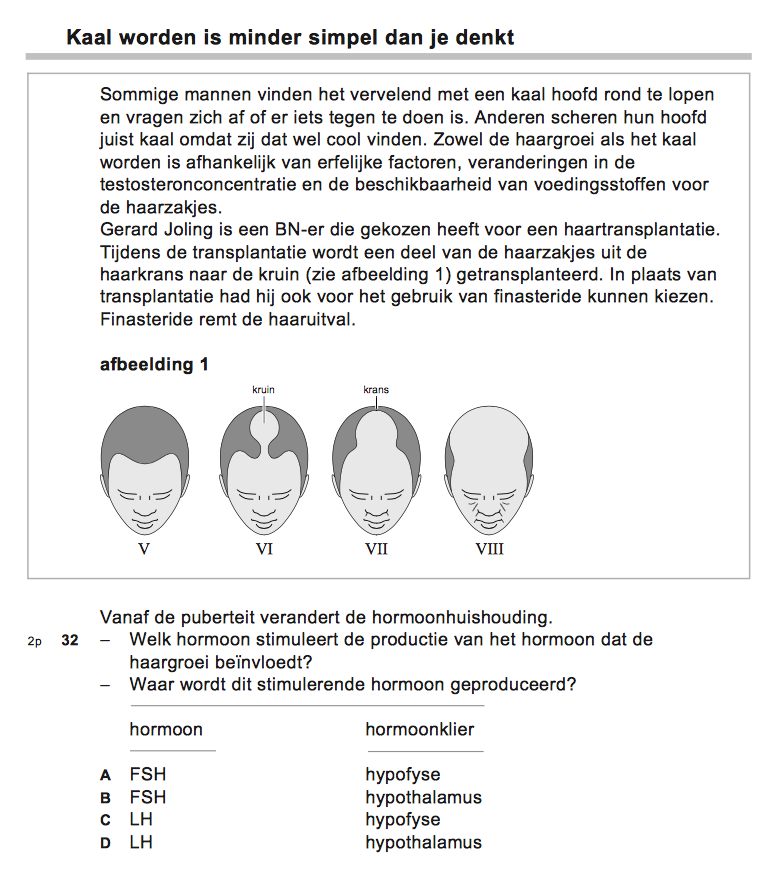 Kaal worden is minder simpel dan je denkt
Sommige mannen vinden het vervelend met een kaal hoofd rond te lopen
en vragen zich af of er iets tegen te doen is. Anderen scheren hun hoofd
juist kaal omdat zij dat wel cool vinden. Zowel de haargroei als het kaal
worden is afhankelijk van erfelijke factoren, veranderingen in de
testosteronconcentratie en de beschikbaarheid van voedingsstoffen voor
de haarzakjes.
Gerard Joling is een BN-er die gekozen heeft voor een haartransplantatie.
Tijdens de transplantatie wordt een deel van de haarzakjes uit de
haarkrans naar de kruin (zie afbeelding 1) getransplanteerd. In plaats van
transplantatie had hij ook voor het gebruik van finasteride kunnen kiezen.
Finasteride remt de haaruitval.
afbeelding 1
kruin krans
V VI VII VIII
Vanaf de puberteit verandert de hormoonhuishouding.
2p 32 – Welk hormoon stimuleert de productie van het hormoon dat de
haargroei beïnvloedt?
– Waar wordt dit stimulerende hormoon geproduceerd?
hormoon hormoonklier
A FSH hypofyse
B FSH hypothalamus
C LH hypofyse
D LH hypothalamus